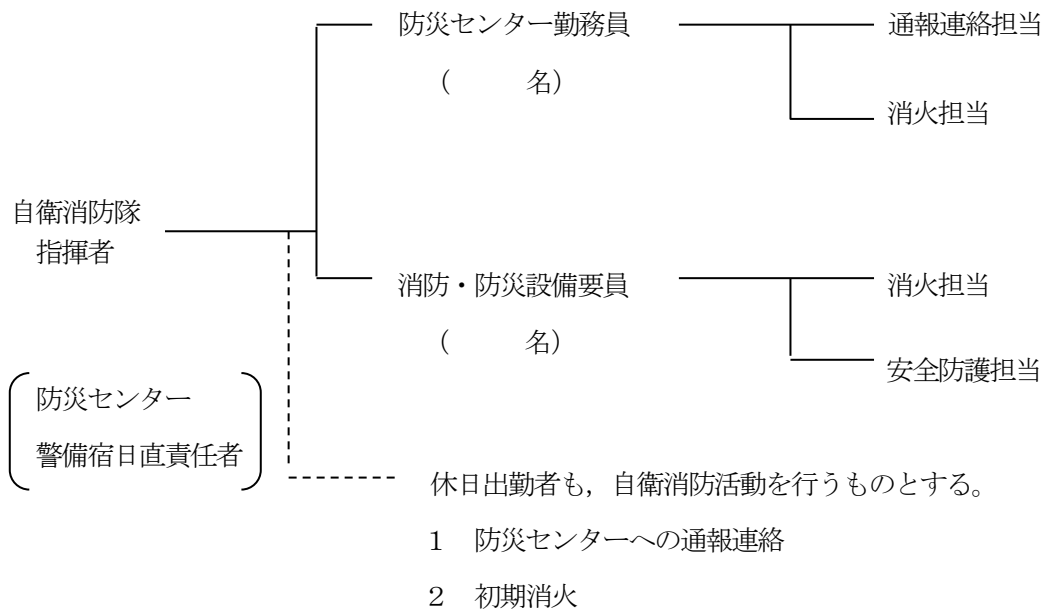 防災センター勤務員
通報連絡担当
(　　　名)
消火担当
自衛消防隊
指揮者
消防・防災設備要員
消火担当
(　　　名)
安全防護担当
防災センター
警備宿日直責任者
休日出勤者も，自衛消防活動を行うものとする。
１　防災センターへの通報連絡
２　初期消火